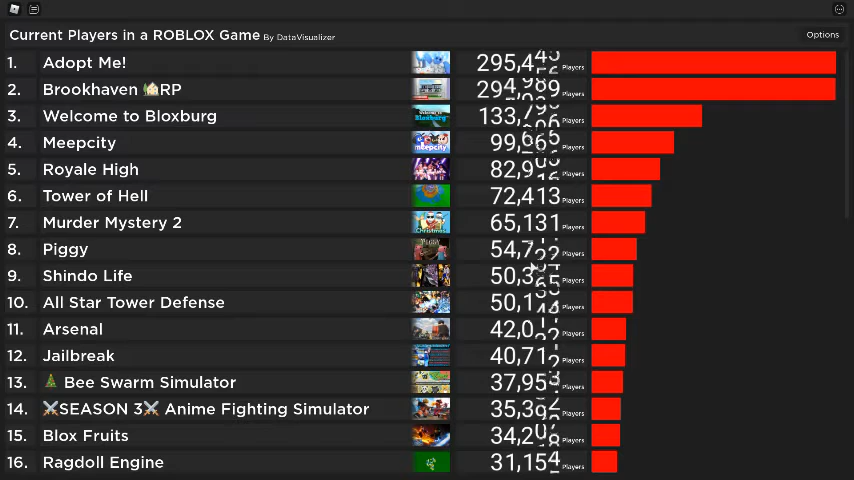 Current Players in a ROBLOX Game By DataVisualizer
Options
1. Adopt Me! Players
2. Brookhaven RP Players
3. Welcome to Bloxburg Players
4. Meepcity meepcity Players
5. Royale High Players
6. Tower of Hell 72,413 Players
7. Murder Mystery 2 65,131 Players
8. Piggy Players
9. Shindo Life Players
10. All Star Tower Defense Players
11. Arsenal Players
12. Jailbreak Players
13. 🎄 Bee Swarm Simulator Players
14. ⚔SEASON 3⚔ Anime Fighting Simulator Players
15. Blox Fruits Players
16. Ragdoll Engine Players